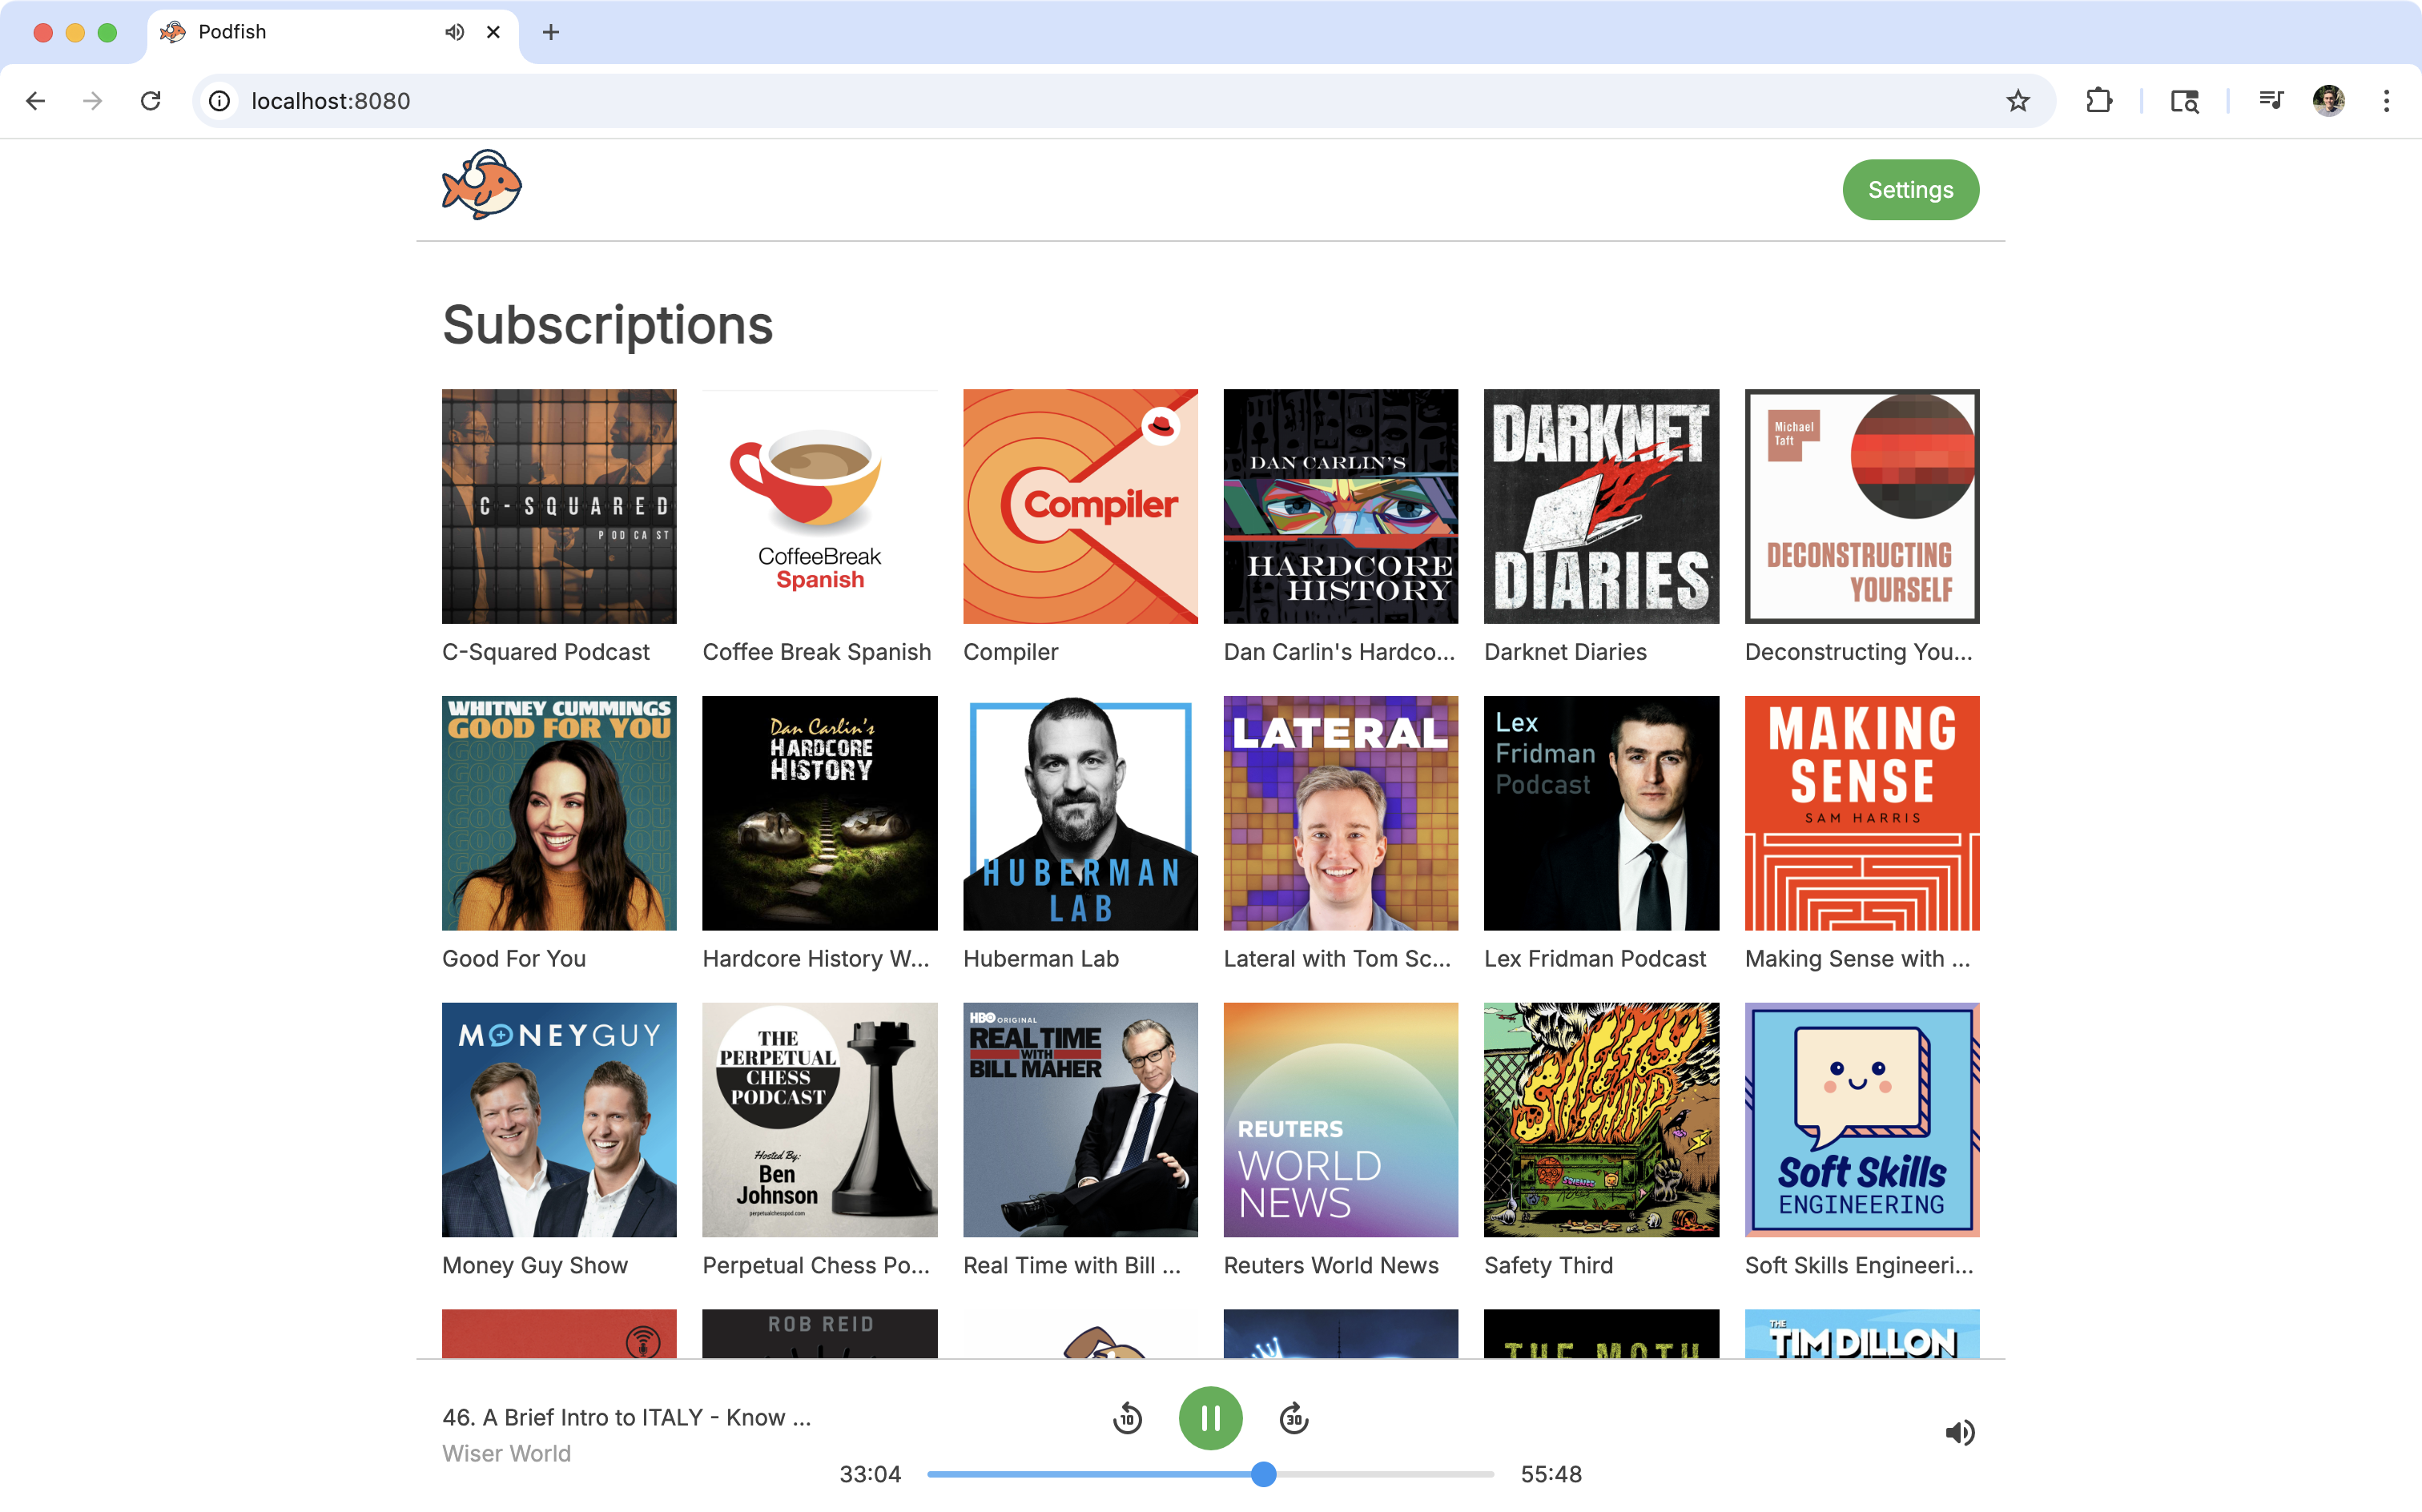 Podfish
localhost:8080
Settings
Subscriptions
C-SQUARED
PODCAST
CoffeeBreak
Spanish
Compiler
DAN CARLIN'S
HARDCORE
HISTORY
DARKNET
DIARIES
Michael
Taft
DECONSTRUCTING
YOURSELF
C-Squared Podcast
Coffee Break Spanish
Compiler
Dan Carlin's Hardco...
Darknet Diaries
Deconstructing You...
WHITNEY CUMMINGS
GOOD FOR YOU
Dan Carlin's
HARDCORE
HISTORY
HUBERMAN
LAB
LATERAL
Lex
Fridman
Podcast
MAKING
SENSE
SAM HARRIS
Good For You
Hardcore History W...
Huberman Lab
Lateral with Tom Sc...
Lex Fridman Podcast
Making Sense with ...
MONEYGUY
THE
PERPETUAL
CHESS
PODCAST
Hosted By:
Ben
Johnson
perpetualchesspod.com
HBO ORIGINAL
REAL TIME
WITH
BILL MAHER
REUTERS
WORLD
NEWS
SAFETY
THIRD
Soft Skills
ENGINEERING
Money Guy Show
Perpetual Chess Po...
Real Time with Bill ...
Reuters World News
Safety Third
Soft Skills Engineeri...
ROB REID
THE MOTH
THE
TIM DILLON
46. A Brief Intro to ITALY - Know ...
Wiser World
10
30
33:04
55:48